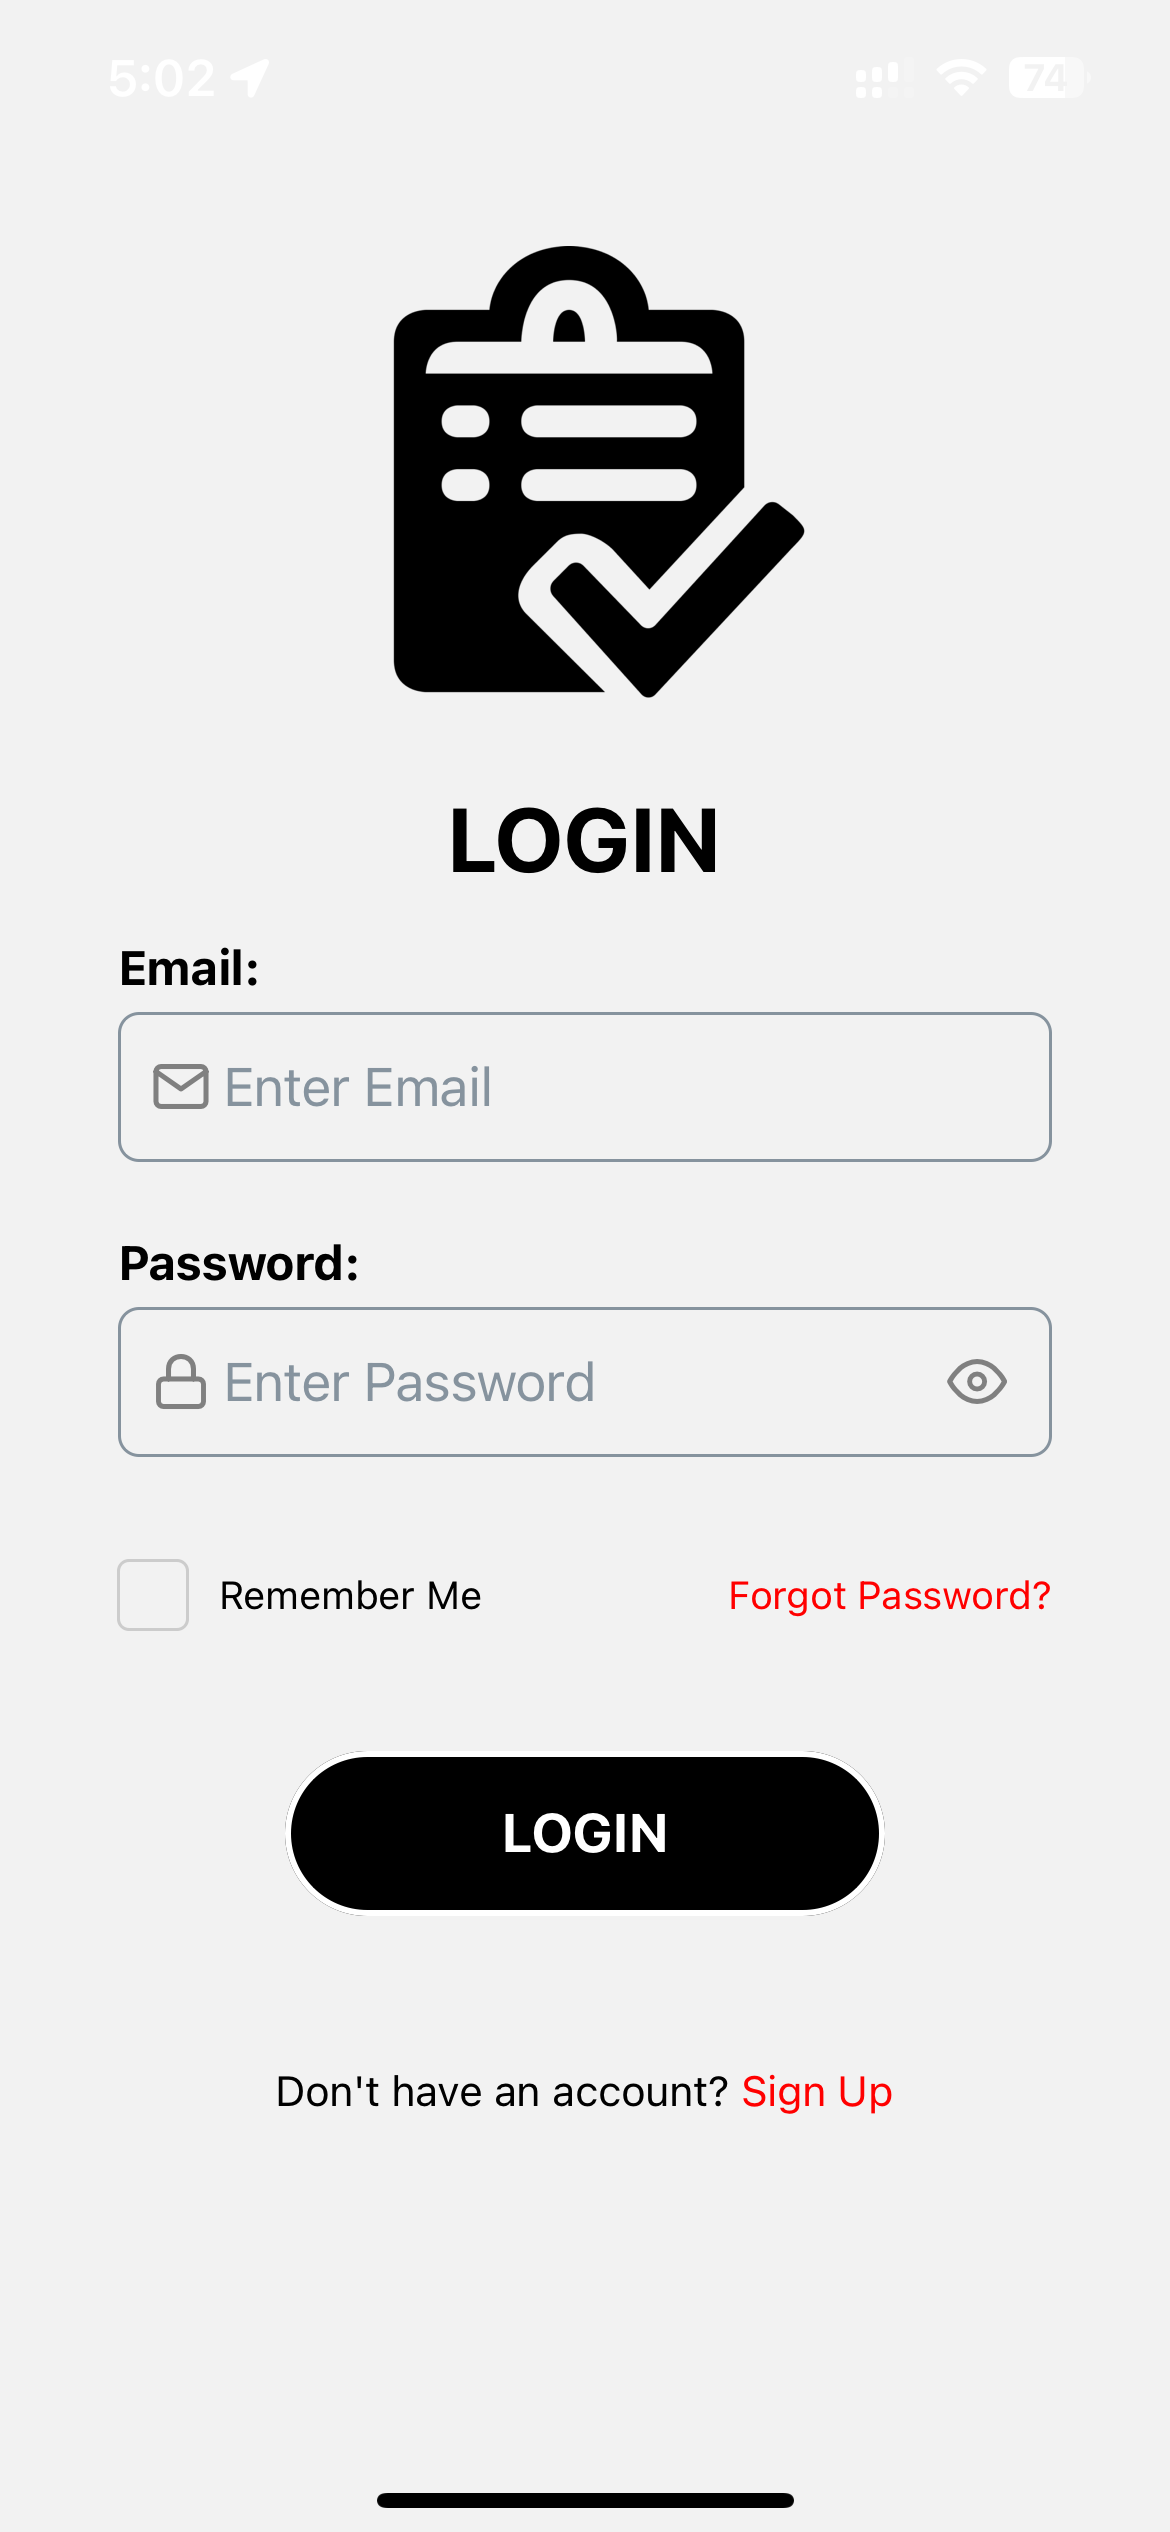 5:02
74
LOGIN
Email:
Enter Email
Password:
Enter Password
Remember Me
Forgot Password?
LOGIN
Don't have an account? Sign Up